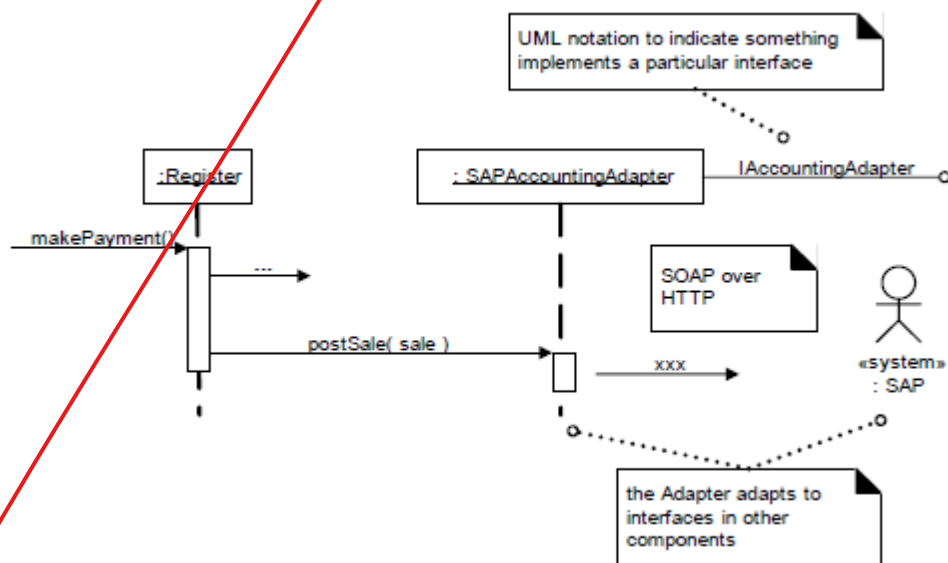 UML notation to indicate something
implements a particular interface
:Register
: SAPAccountingAdapter
IAccountingAdapter
makePayment()
...
SOAP over
HTTP
postSale( sale )
xxx
«system»
: SAP
the Adapter adapts to
interfaces in other
components